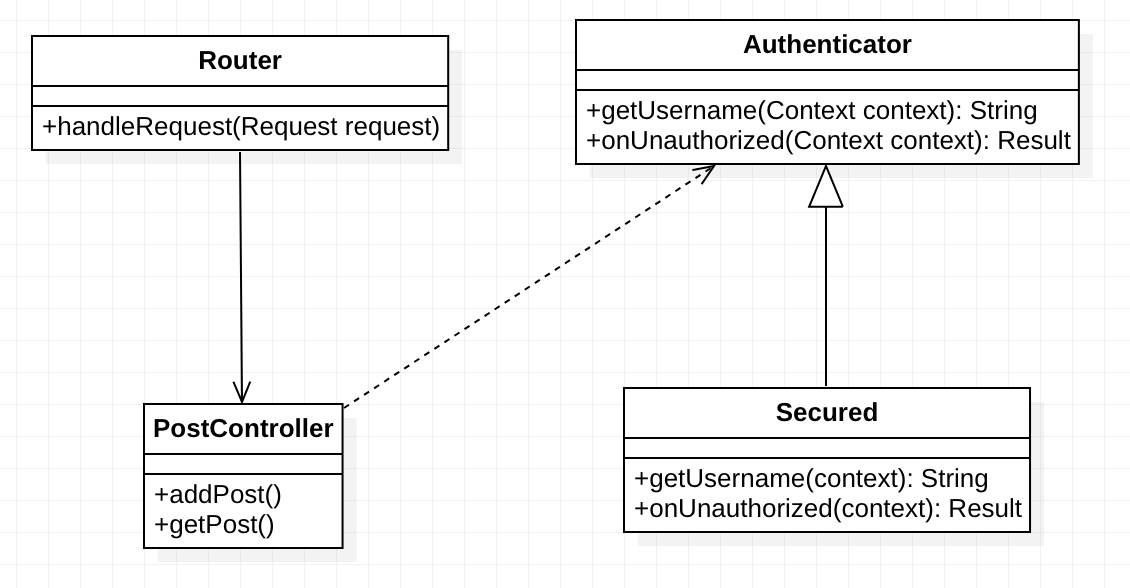 Router
+handleRequest(Request request)
Authenticator
+getUsername(Context context): String
+onUnauthorized(Context context): Result
PostController
+addPost()
+getPost()
Secured
+getUsername(context): String
+onUnauthorized(context): Result